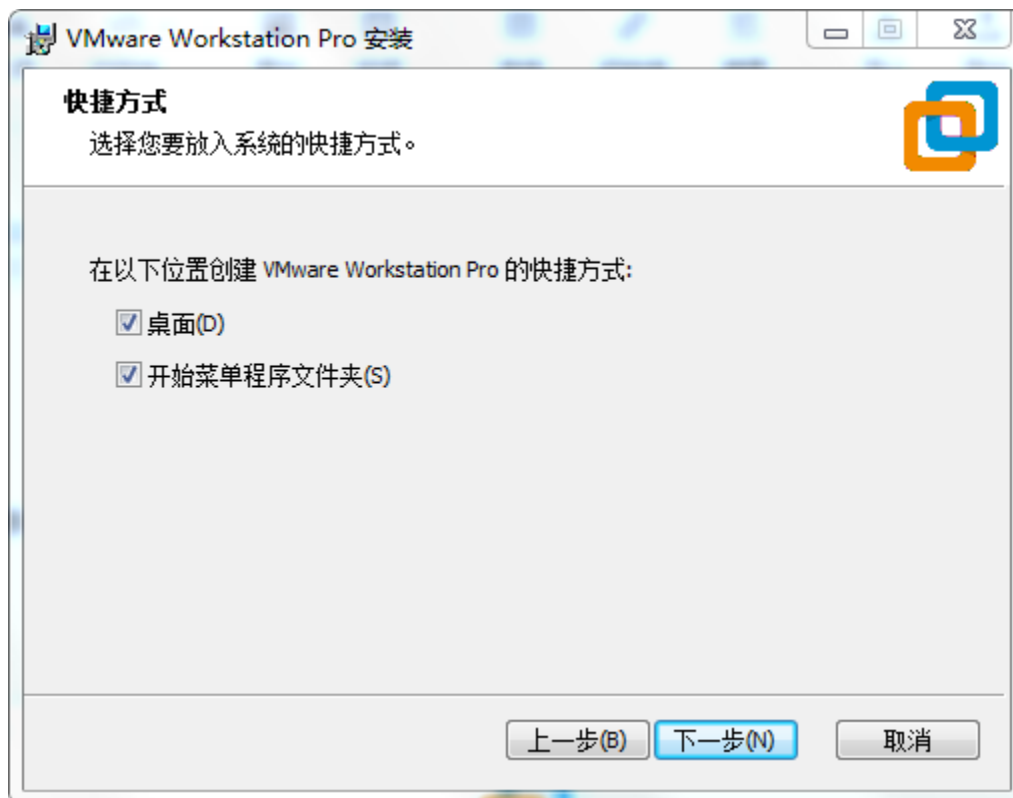 VMware Workstation Pro 安装
快捷方式
选择您要放入系统的快捷方式。
在以下位置创建 VMware Workstation Pro 的快捷方式:
桌面(D)
开始菜单程序文件夹(S)
上一步(B) 下一步(N) 取消